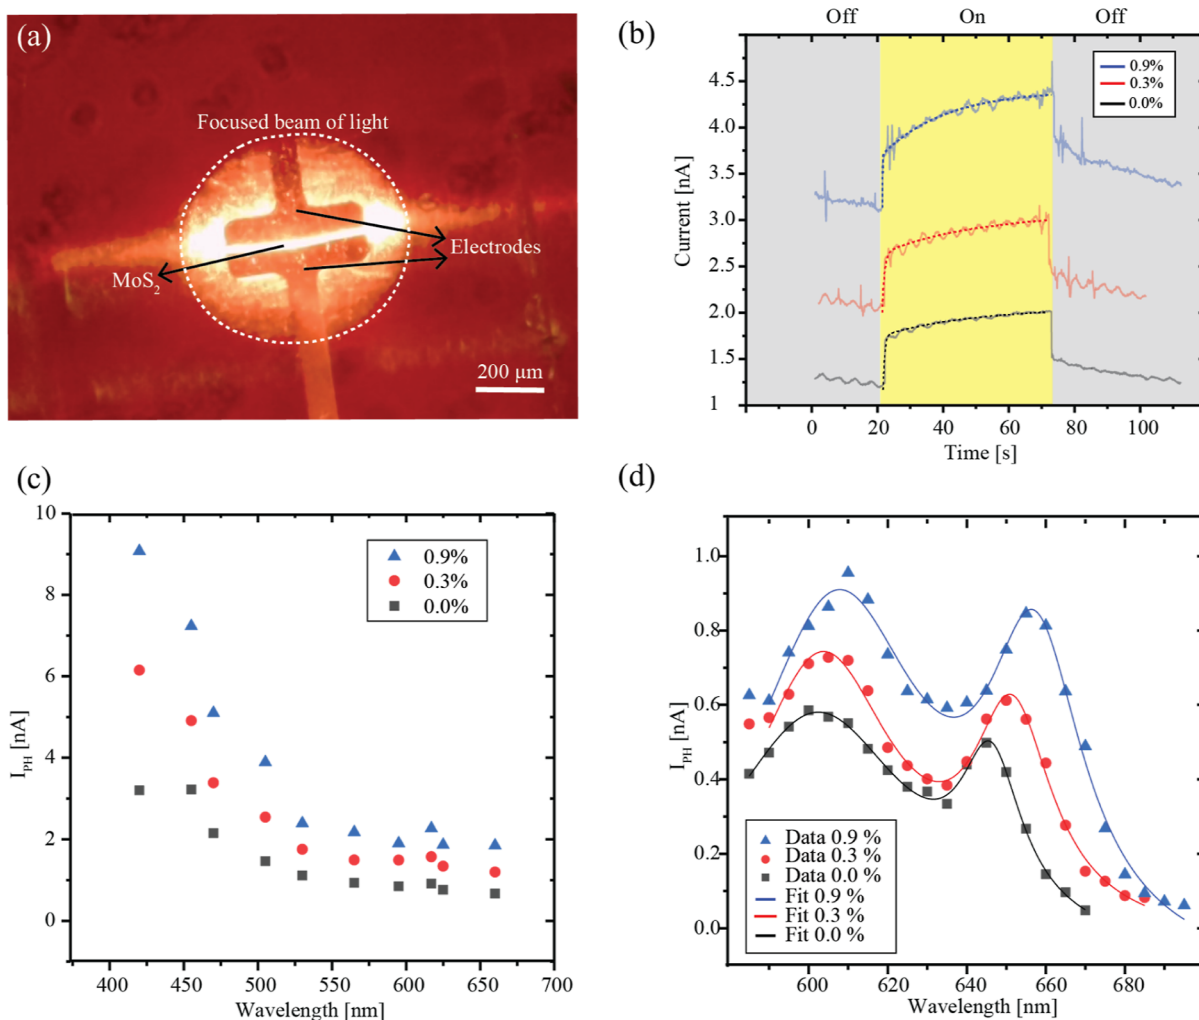 (a)
Focused beam of light
Electrodes
MoS₂
200 μm
(b)
Off On Off
0.9%
0.3%
0.0%
4.5
4.0
3.5
3.0
2.5
2.0
1.5
1
Current [nA]
0 20 40 60 80 100
Time [s]
(c)
10
8
6
4
2
0
I_PH [nA]
0.9%
0.3%
0.0%
400 450 500 550 600 650 700
Wavelength [nm]
(d)
1.0
0.8
0.6
0.4
0.2
0.0
I_PH [nA]
Data 0.9 %
Data 0.3 %
Data 0.0 %
Fit 0.9 %
Fit 0.3 %
Fit 0.0 %
600 620 640 660 680
Wavelength [nm]